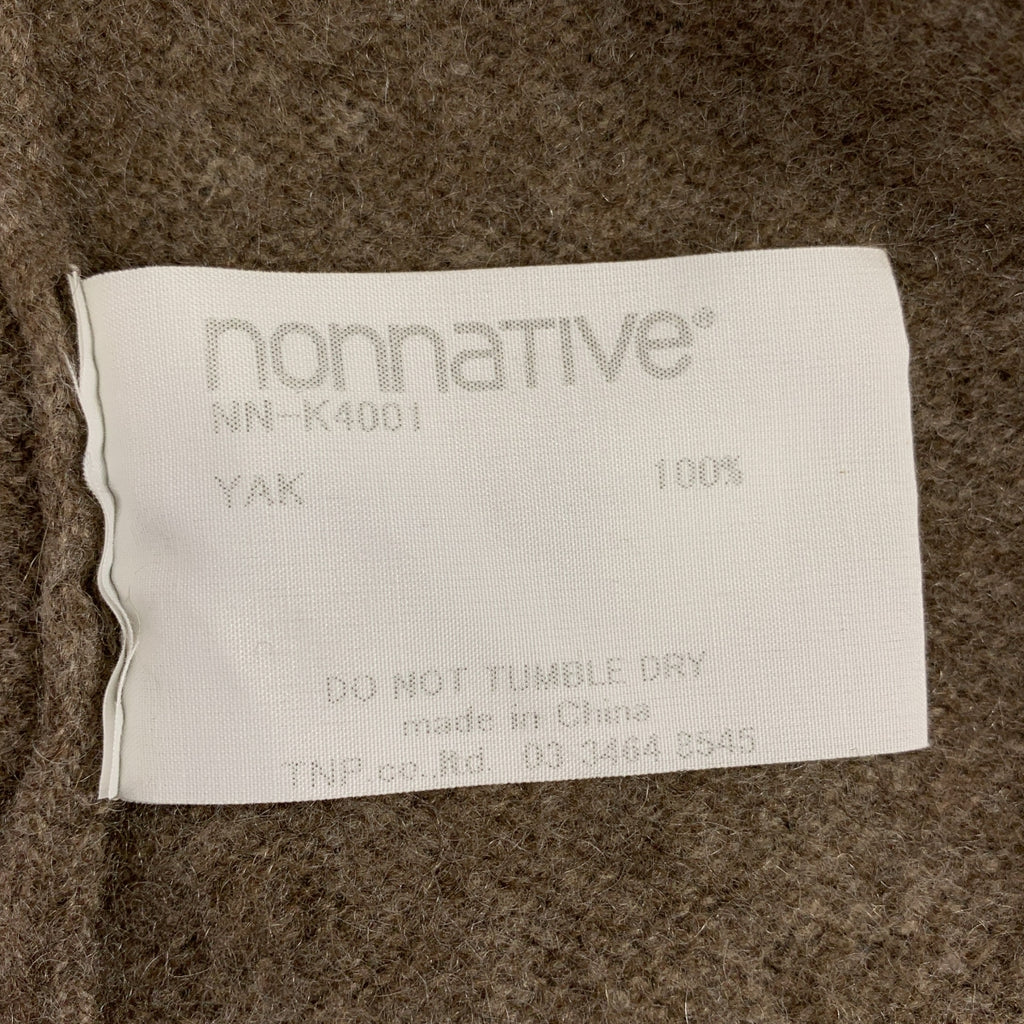 nonnative®
NN-K4001
YAK 100%
DO NOT TUMBLE DRY
made in China
TNP.co.,ltd 03 3464 8545